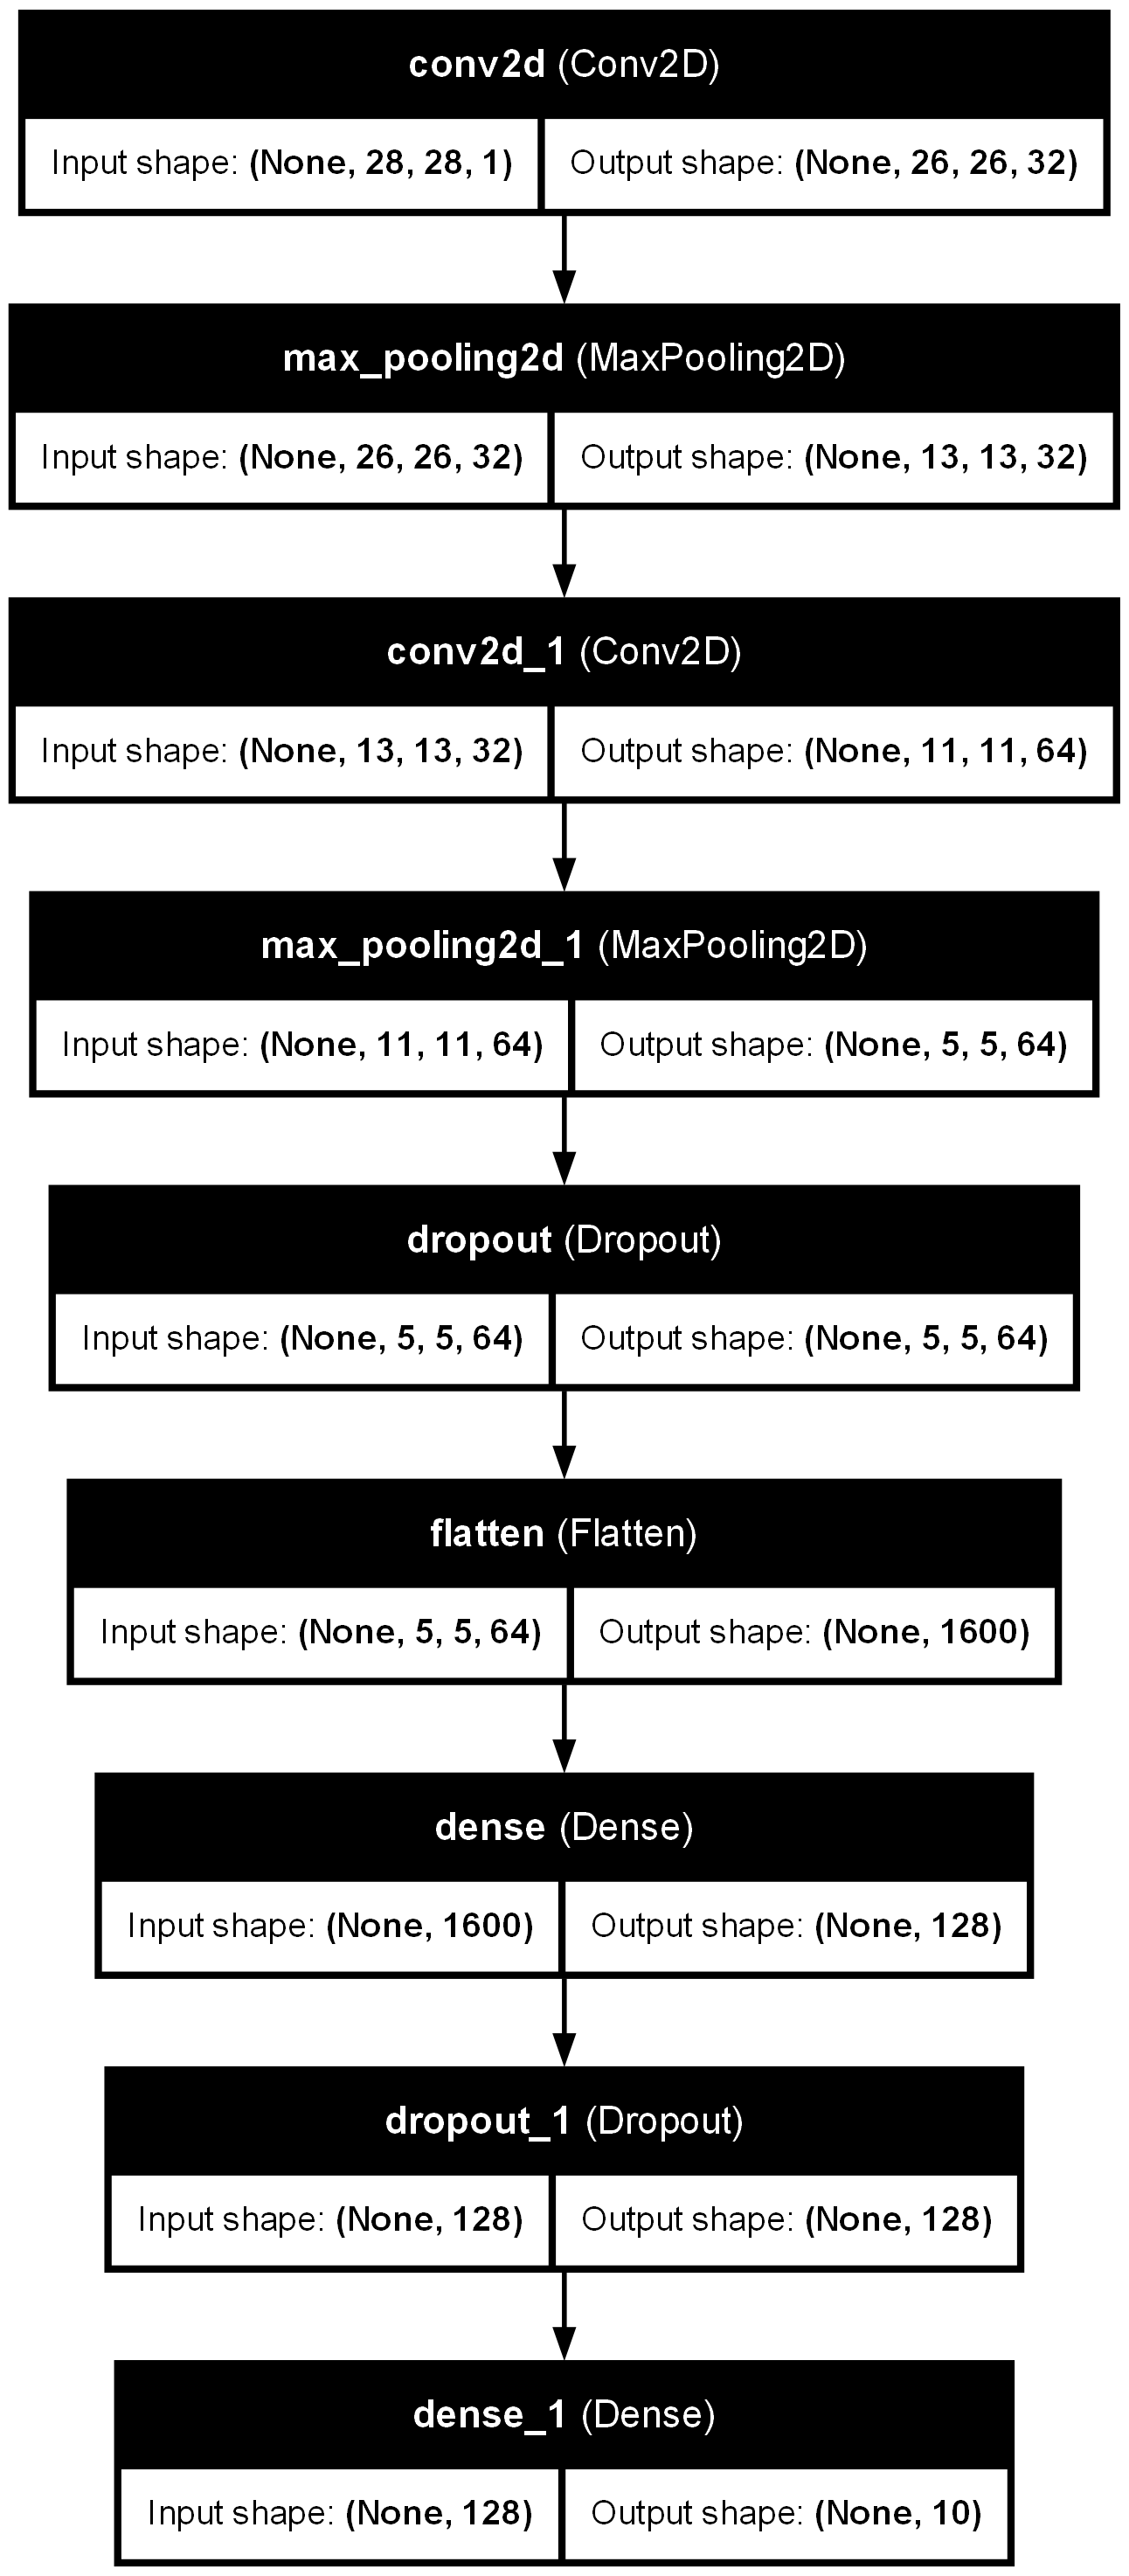 conv2d (Conv2D)
Input shape: (None, 28, 28, 1) Output shape: (None, 26, 26, 32)
max_pooling2d (MaxPooling2D)
Input shape: (None, 26, 26, 32) Output shape: (None, 13, 13, 32)
conv2d_1 (Conv2D)
Input shape: (None, 13, 13, 32) Output shape: (None, 11, 11, 64)
max_pooling2d_1 (MaxPooling2D)
Input shape: (None, 11, 11, 64) Output shape: (None, 5, 5, 64)
dropout (Dropout)
Input shape: (None, 5, 5, 64) Output shape: (None, 5, 5, 64)
flatten (Flatten)
Input shape: (None, 5, 5, 64) Output shape: (None, 1600)
dense (Dense)
Input shape: (None, 1600) Output shape: (None, 128)
dropout_1 (Dropout)
Input shape: (None, 128) Output shape: (None, 128)
dense_1 (Dense)
Input shape: (None, 128) Output shape: (None, 10)